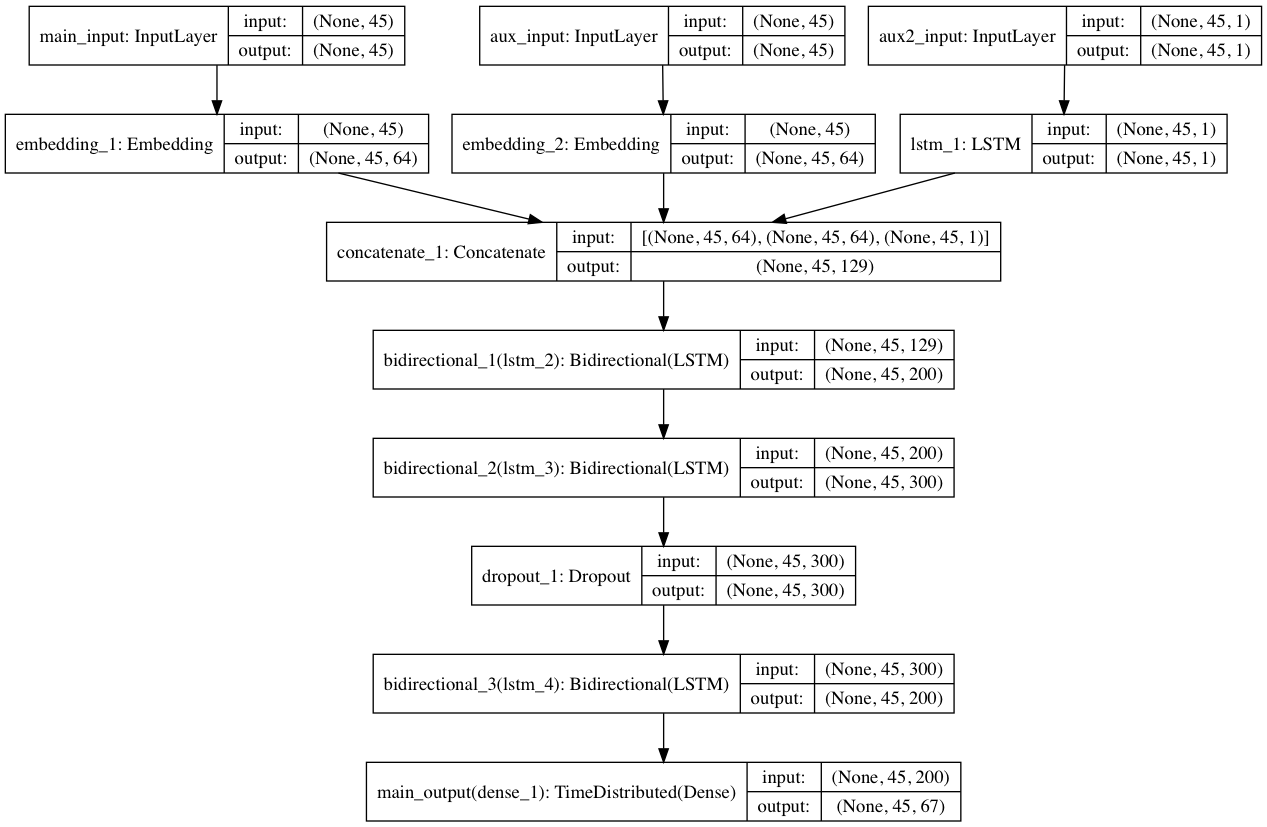 main_input: InputLayer
input: (None, 45)
output: (None, 45)
aux_input: InputLayer
input: (None, 45)
output: (None, 45)
aux2_input: InputLayer
input: (None, 45, 1)
output: (None, 45, 1)
embedding_1: Embedding
input: (None, 45)
output: (None, 45, 64)
embedding_2: Embedding
input: (None, 45)
output: (None, 45, 64)
lstm_1: LSTM
input: (None, 45, 1)
output: (None, 45, 1)
concatenate_1: Concatenate
input: [(None, 45, 64), (None, 45, 64), (None, 45, 1)]
output: (None, 45, 129)
bidirectional_1(lstm_2): Bidirectional(LSTM)
input: (None, 45, 129)
output: (None, 45, 200)
bidirectional_2(lstm_3): Bidirectional(LSTM)
input: (None, 45, 200)
output: (None, 45, 300)
dropout_1: Dropout
input: (None, 45, 300)
output: (None, 45, 300)
bidirectional_3(lstm_4): Bidirectional(LSTM)
input: (None, 45, 300)
output: (None, 45, 200)
main_output(dense_1): TimeDistributed(Dense)
input: (None, 45, 200)
output: (None, 45, 67)